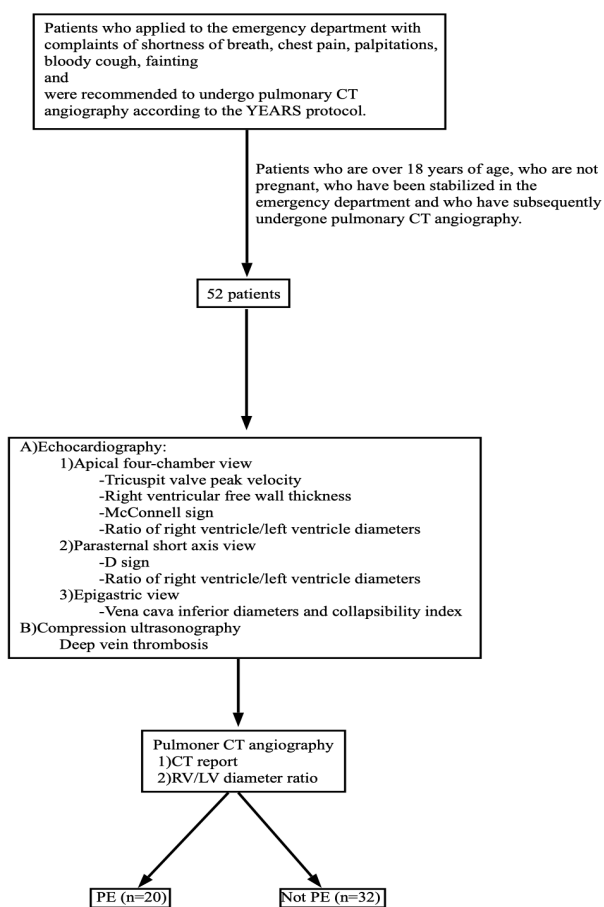 Patients who applied to the emergency department with
complaints of shortness of breath, chest pain, palpitations,
bloody cough, fainting
and
were recommended to undergo pulmonary CT
angiography according to the YEARS protocol.
Patients who are over 18 years of age, who are not
pregnant, who have been stabilized in the
emergency department and who have subsequently
undergone pulmonary CT angiography.
52 patients
A)Echocardiography:
1)Apical four-chamber view
-Tricuspit valve peak velocity
-Right ventricular free wall thickness
-McConnell sign
-Ratio of right ventricle/left ventricle diameters
2)Parasternal short axis view
-D sign
-Ratio of right ventricle/left ventricle diameters
3)Epigastric view
-Vena cava inferior diameters and collapsibility index
B)Compression ultrasonography
Deep vein thrombosis
Pulmoner CT angiography
1)CT report
2)RV/LV diameter ratio
PE (n=20)
Not PE (n=32)